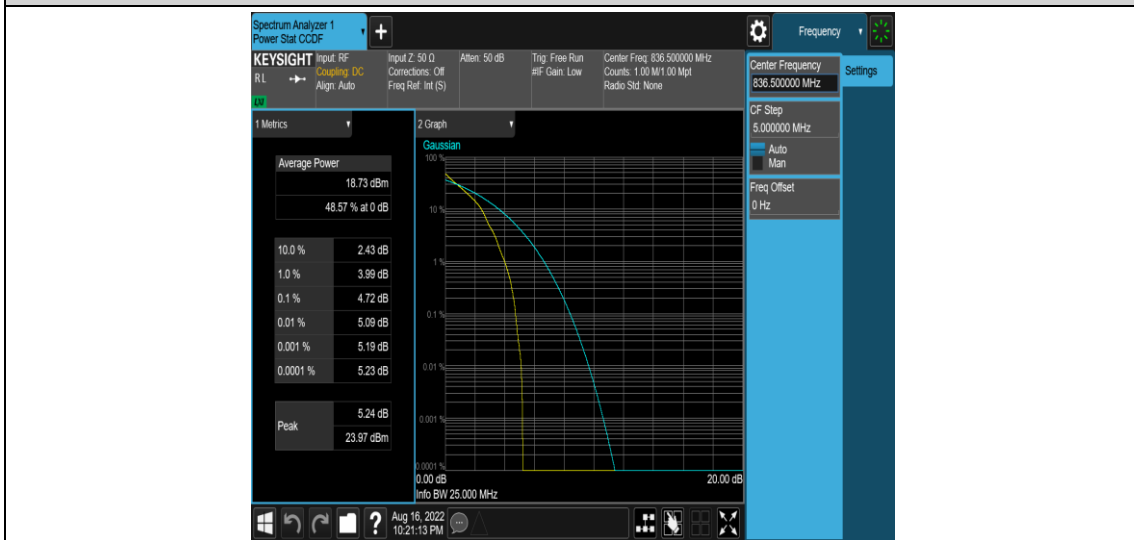 Spectrum Analyzer 1
Power Stat CCDF
+
Frequency
KEYSIGHT
RL
Input: RF
Coupling: DC
Align: Auto
Input Z: 50 Ω
Corrections: Off
Freq Ref: Int (S)
Atten: 50 dB
Trig: Free Run
#IF Gain: Low
Center Freq: 836.500000 MHz
Counts: 1.00 M/1.00 Mpt
Radio Std: None
Center Frequency
836.500000 MHz
Settings
CF Step
5.000000 MHz
Auto
Man
Freq Offset
0 Hz
1 Metrics
Average Power
18.73 dBm
48.57 % at 0 dB
10.0 % 2.43 dB
1.0 % 3.99 dB
0.1 % 4.72 dB
0.01 % 5.09 dB
0.001 % 5.19 dB
0.0001 % 5.23 dB
Peak
5.24 dB
23.97 dBm
2 Graph
Gaussian
100 %
10 %
1 %
0.1 %
0.01 %
0.001 %
0.0001 %
0.00 dB 20.00 dB
Info BW 25.000 MHz
?
Aug 16, 2022
10:21:13 PM